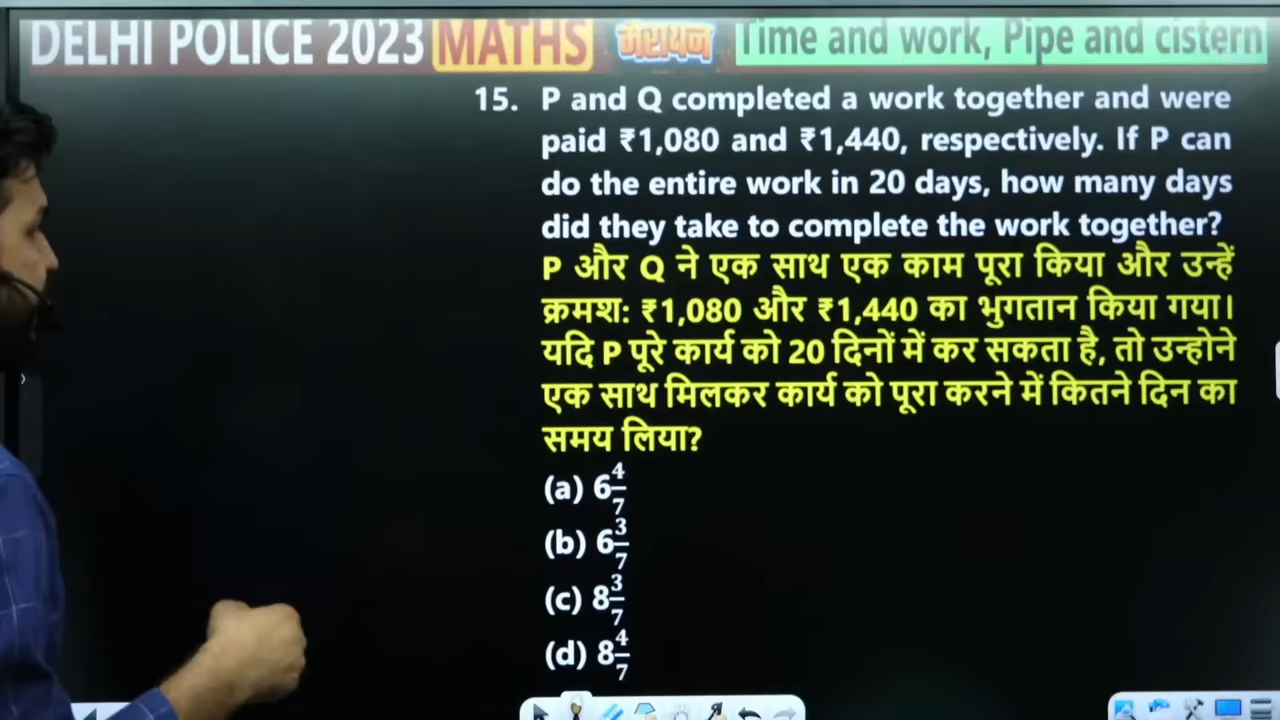 DELHI POLICE 2023 MATHS मैराथन Time and work, Pipe and cistern
15. P and Q completed a work together and were
paid ₹1,080 and ₹1,440, respectively. If P can
do the entire work in 20 days, how many days
did they take to complete the work together?
P और Q ने एक साथ एक काम पूरा किया और उन्हें
क्रमश: ₹1,080 और ₹1,440 का भुगतान किया गया।
यदि P पूरे कार्य को 20 दिनों में कर सकता है, तो उन्होने
एक साथ मिलकर कार्य को पूरा करने में कितने दिन का
समय लिया?
(a) 6 4/7
(b) 6 3/7
(c) 8 3/7
(d) 8 4/7